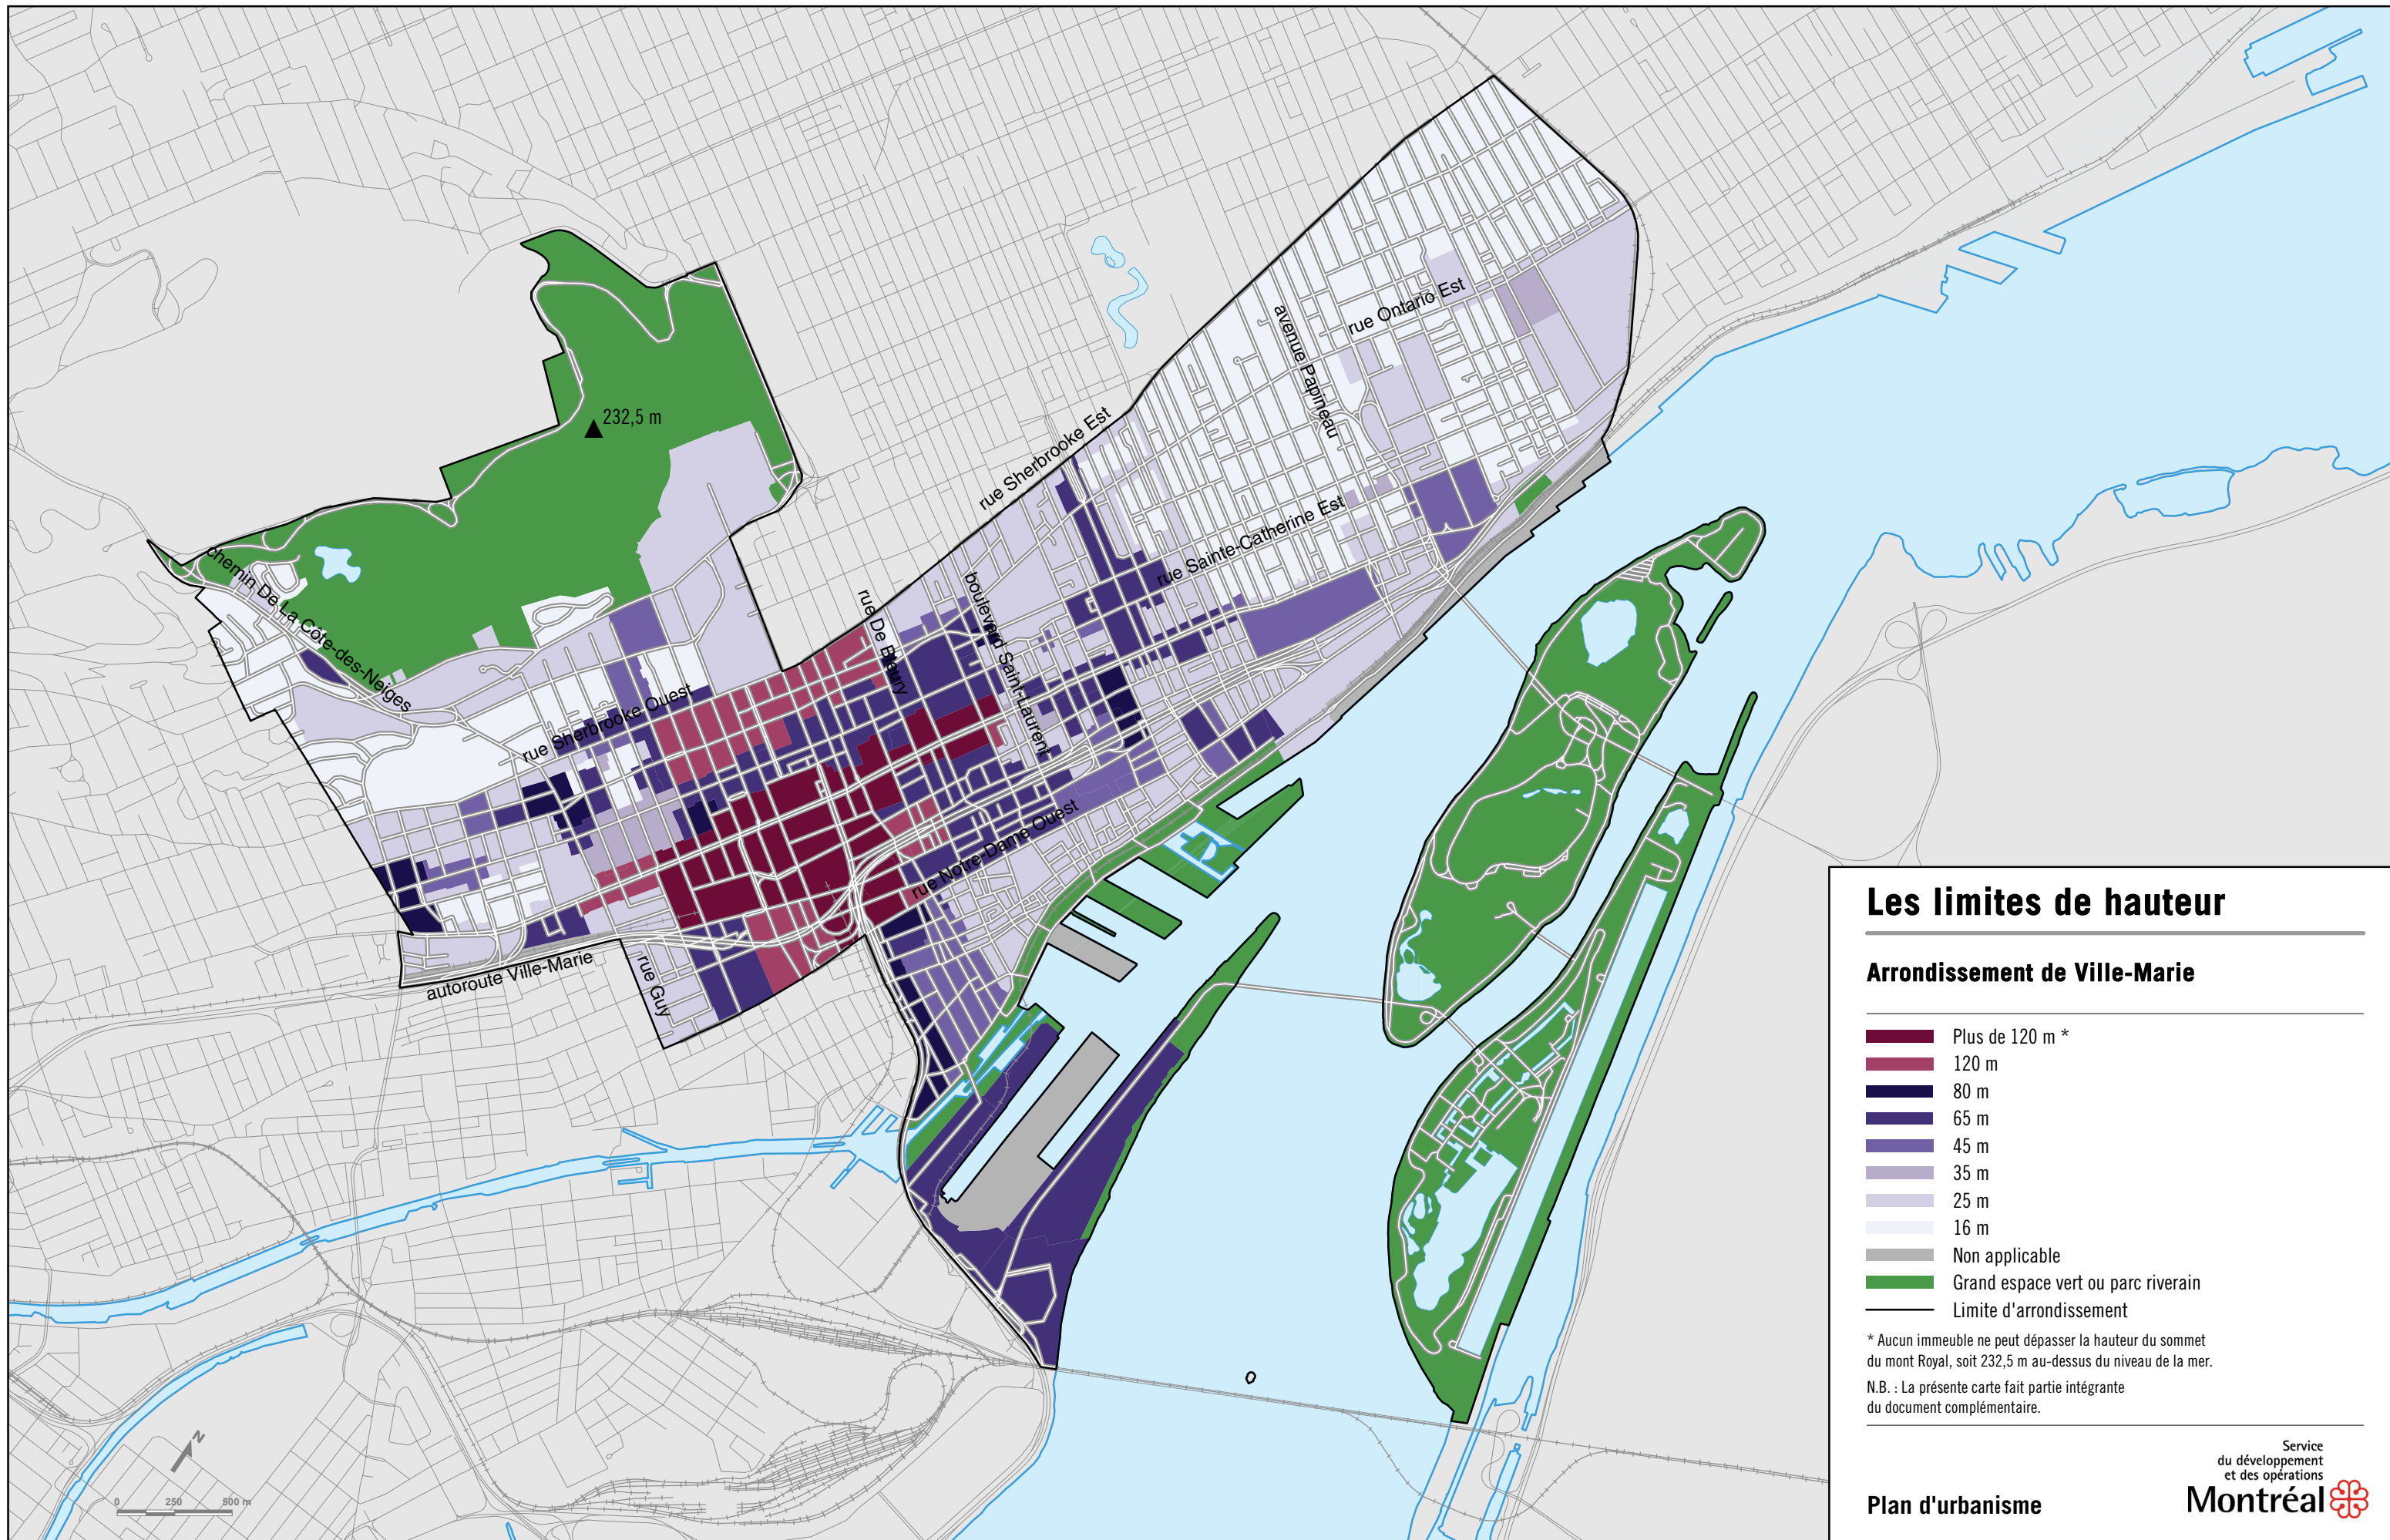 232,5 m
rue Ontario Est
avenue Papineau
rue Sherbrooke Est
rue Sainte-Catherine Est
chemin De La Côte-des-Neiges
rue De Bleury
boulevard Saint-Laurent
rue Sherbrooke Ouest
rue Notre-Dame Ouest
autoroute Ville-Marie
rue Guy
N
0 250 500 m
Les limites de hauteur
Arrondissement de Ville-Marie
Plus de 120 m *
120 m
80 m
65 m
45 m
35 m
25 m
16 m
Non applicable
Grand espace vert ou parc riverain
Limite d'arrondissement
* Aucun immeuble ne peut dépasser la hauteur du sommet
du mont Royal, soit 232,5 m au-dessus du niveau de la mer.
N.B. : La présente carte fait partie intégrante
du document complémentaire.
Service
du développement
et des opérations
Montréal
Plan d'urbanisme